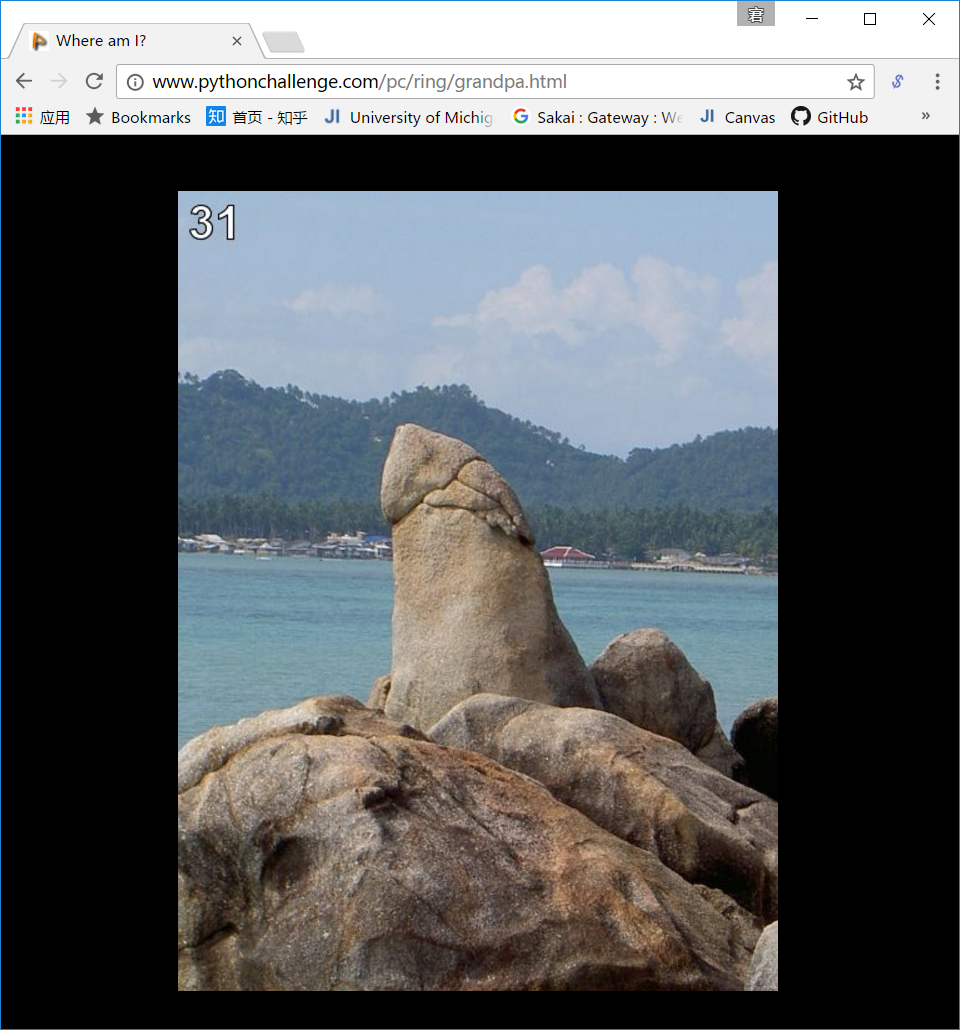 Where am I?
www.pythonchallenge.com/pc/ring/grandpa.html
应用 Bookmarks 知 首页 - 知乎 JI University of Michig G Sakai : Gateway : We JI Canvas GitHub »
31